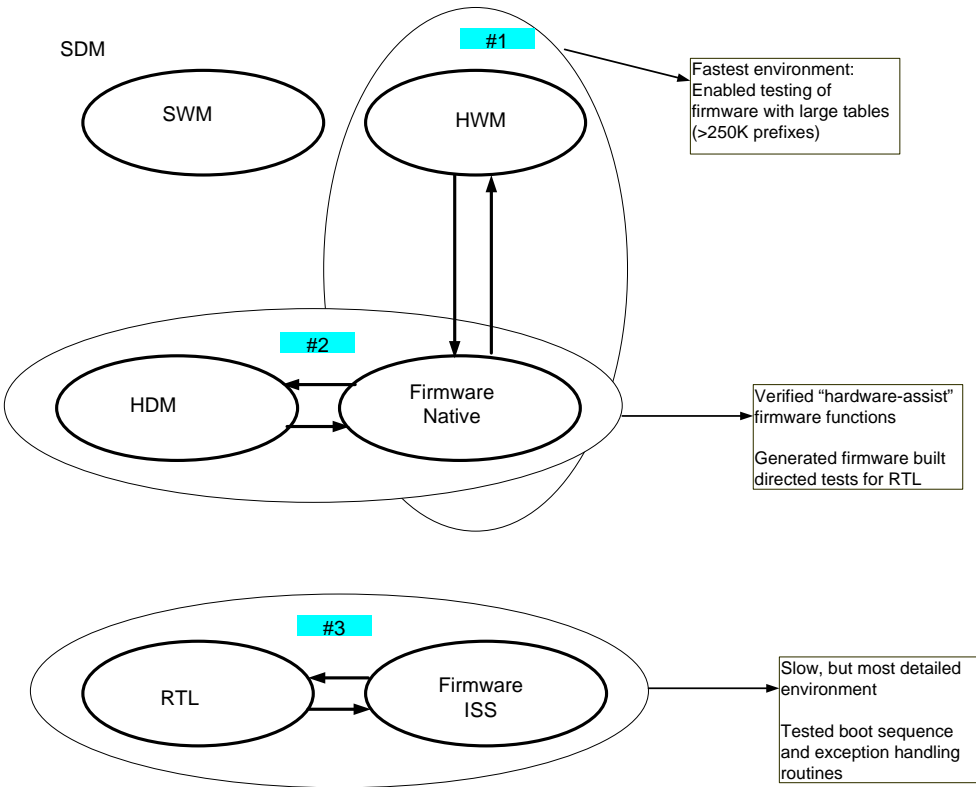 #1
SDM
SWM
HWM
Fastest environment:
Enabled testing of
firmware with large tables
(>250K prefixes)
#2
HDM
Firmware
Native
Verified “hardware-assist”
firmware functions
Generated firmware built
directed tests for RTL
#3
RTL
Firmware
ISS
Slow, but most detailed
environment
Tested boot sequence
and exception handling
routines